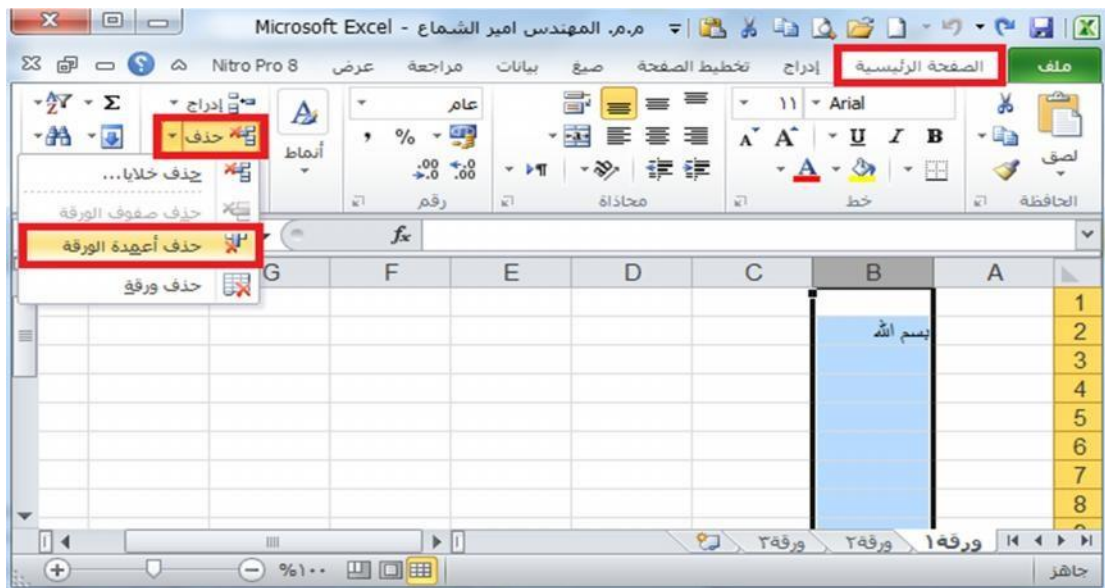 م.م. المهندس امير الشماع - Microsoft Excel
ملف الصفحة الرئيسية إدراج تخطيط الصفحة صيغ بيانات مراجعة عرض Nitro Pro 8
Arial ١١ عام إدراج Σ
لصق B I U % , أنماط حذف
الحافظة خط محاذاة رقم
حذف خلايا...
حذف صفوف الورقة
حذف أعمدة الورقة
حذف ورقة
fx
A B C D E F G
1
2 بسم الله
3
4
5
6
7
8
ورقة١ ورقة٢ ورقة٣
جاهز %١٠٠